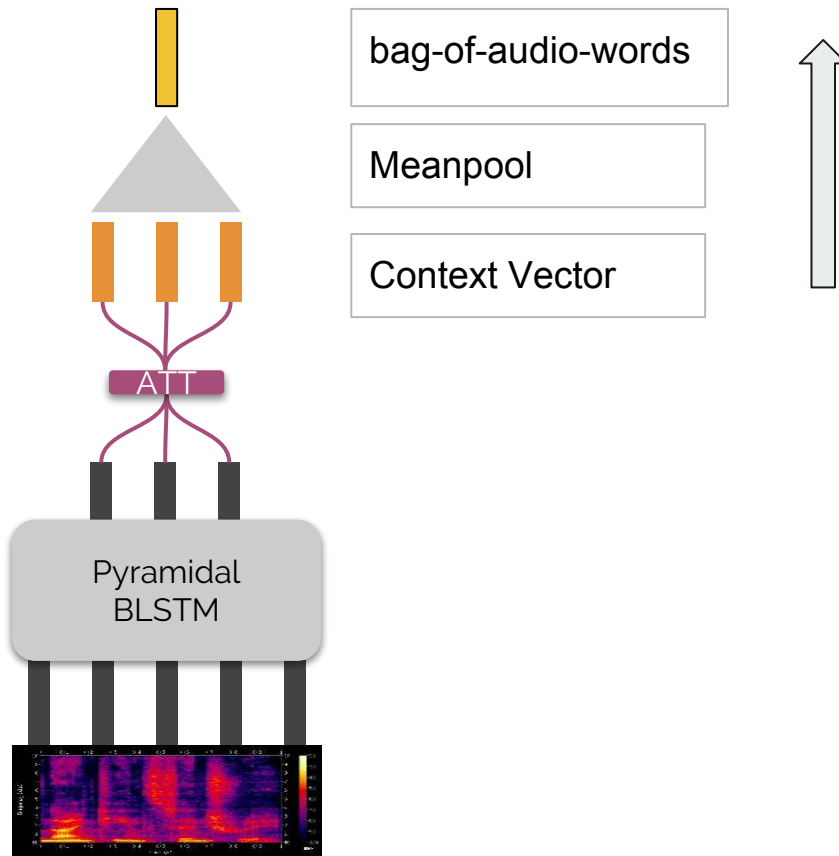 bag-of-audio-words
Meanpool
Context Vector
ATT
Pyramidal
BLSTM